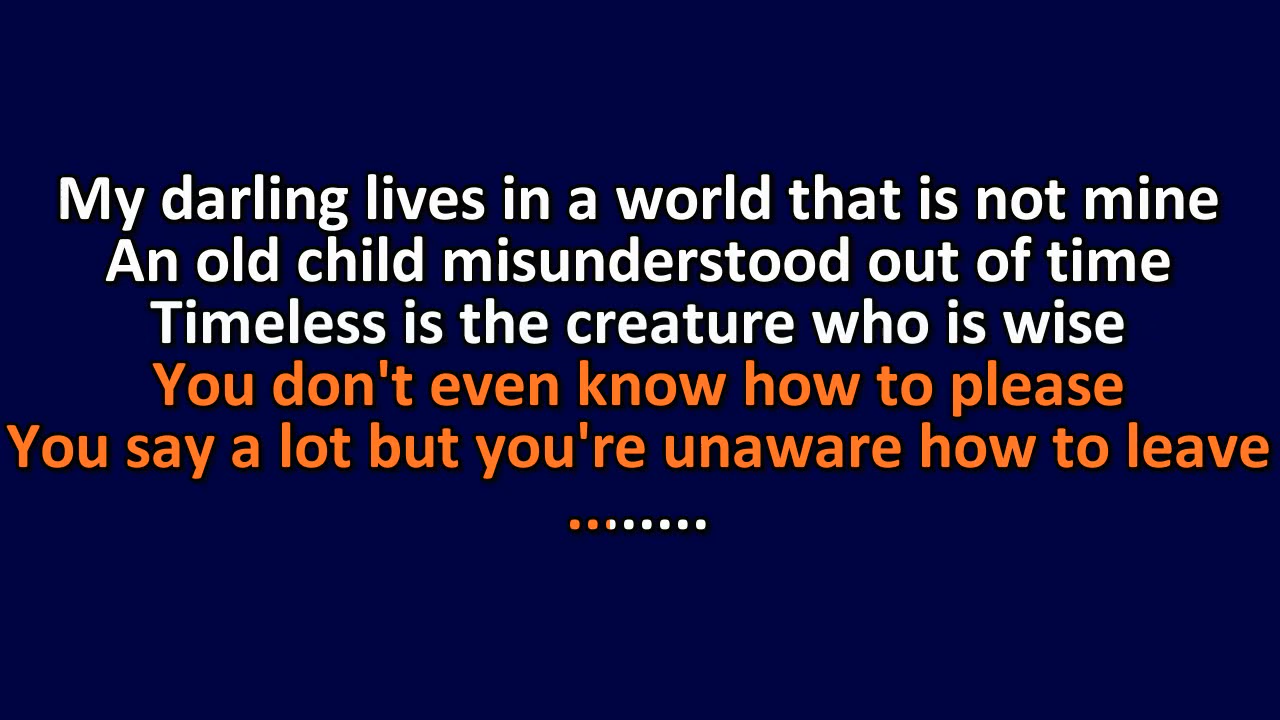 My darling lives in a world that is not mine
An old child misunderstood out of time
Timeless is the creature who is wise
You don't even know how to please
You say a lot but you're unaware how to leave
........